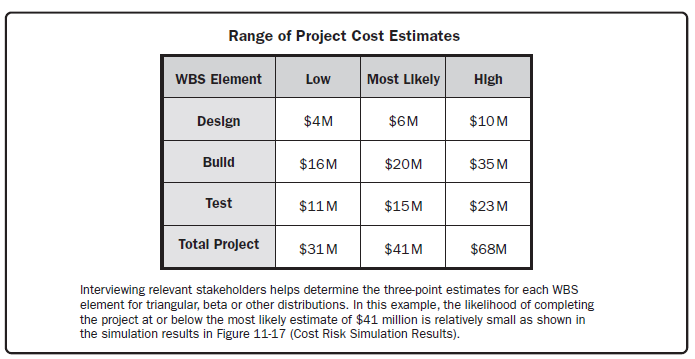 Range of Project Cost Estimates
WBS Element Low Most Likely High
Design $4M $6M $10M
Build $16M $20M $35M
Test $11M $15M $23M
Total Project $31M $41M $68M
Interviewing relevant stakeholders helps determine the three-point estimates for each WBS
element for triangular, beta or other distributions. In this example, the likelihood of completing
the project at or below the most likely estimate of $41 million is relatively small as shown in
the simulation results in Figure 11-17 (Cost Risk Simulation Results).